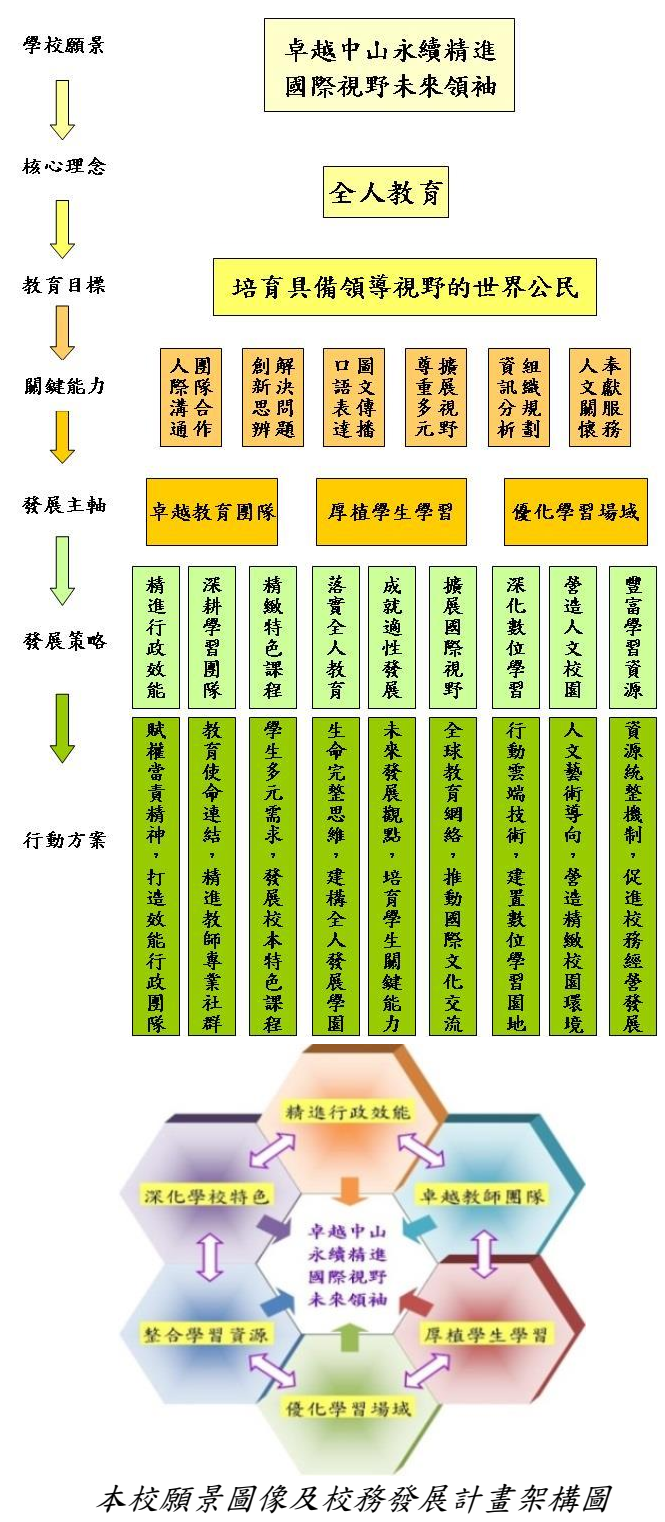 學校願景
卓越中山永續精進
國際視野未來領袖
核心理念
全人教育
教育目標
培育具備領導視野的世界公民
關鍵能力
人際溝通
團隊合作
創新思辨
解決問題
口語表達
圖文傳播
尊重多元
擴展視野
資訊分析
組織規劃
人文關懷
奉獻服務
發展主軸
卓越教育團隊
厚植學生學習
優化學習場域
發展策略
精進行政效能
深耕學習團隊
精緻特色課程
落實全人教育
成就適性發展
擴展國際視野
深化數位學習
營造人文校園
豐富學習資源
行動方案
賦權當責精神，打造效能行政團隊
教育使命連結，精進教師專業社群
學生多元需求，發展校本特色課程
生命完整思維，建構全人發展學園
未來發展觀點，培育學生關鍵能力
全球教育網絡，推動國際文化交流
行動雲端技術，建置數位學習園地
人文藝術導向，營造精緻校園環境
資源統整機制，促進校務經營發展
精進行政效能
深化學校特色
卓越教師團隊
卓越中山
永續精進
國際視野
未來領袖
整合學習資源
厚植學生學習
優化學習場域
本校願景圖像及校務發展計畫架構圖